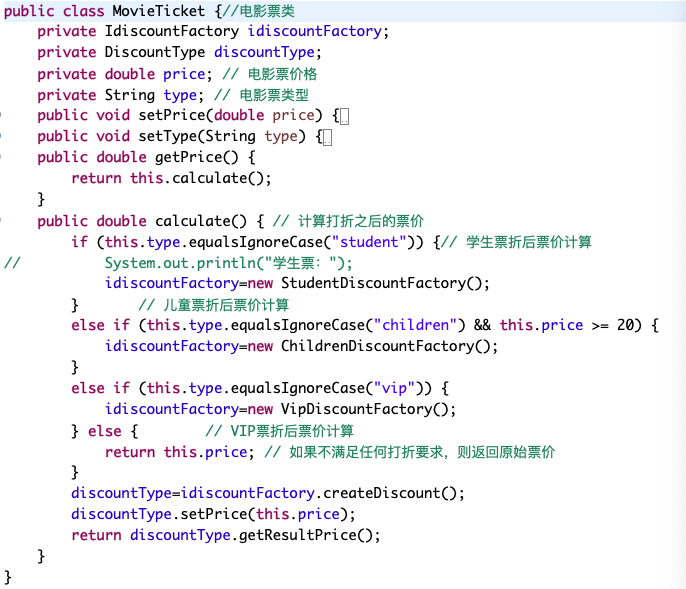 public class MovieTicket {//电影票类
    private IdiscountFactory idiscountFactory;
    private DiscountType discountType;
    private double price; // 电影票价格
    private String type; // 电影票类型
    public void setPrice(double price) {
    public void setType(String type) {
    public double getPrice() {
        return this.calculate();
    }
    public double calculate() { // 计算打折之后的票价
        if (this.type.equalsIgnoreCase("student")) {// 学生票折后票价计算
//          System.out.println("学生票：");
            idiscountFactory=new StudentDiscountFactory();
        }       // 儿童票折后票价计算
        else if (this.type.equalsIgnoreCase("children") && this.price >= 20) {
            idiscountFactory=new ChildrenDiscountFactory();
        }
        else if (this.type.equalsIgnoreCase("vip")) {
            idiscountFactory=new VipDiscountFactory();
        } else {        // VIP票折后票价计算
            return this.price; // 如果不满足任何打折要求，则返回原始票价
        }
        discountType=idiscountFactory.createDiscount();
        discountType.setPrice(this.price);
        return discountType.getResultPrice();
    }
}